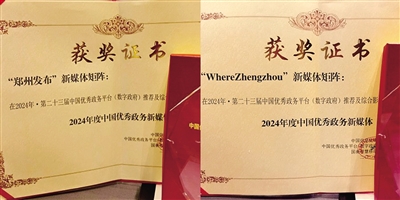 获奖证书
“郑州发布”新媒体矩阵：
在2024年·第二十三届中国优秀政务平台（数字政府）推荐及综
2024年度中国优秀政务新媒体
获奖证书
“WhereZhengzhou”新媒体矩阵：
在2024年·第二十三届中国优秀政务平台（数字政府）推荐及综合影
2024年度中国优秀政务新媒体